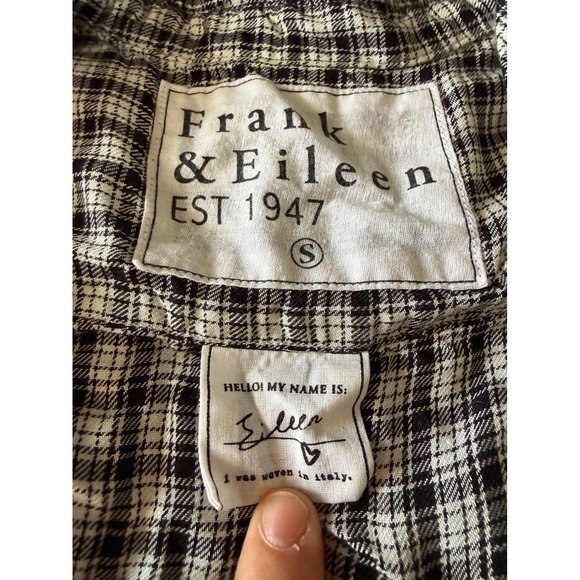 Frank
& Eileen
EST 1947
S
HELLO! MY NAME IS:
Eileen
I was woven in italy.